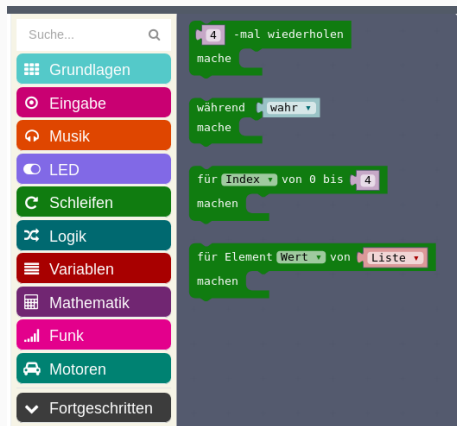 Suche...
Grundlagen
Eingabe
Musik
LED
Schleifen
Logik
Variablen
Mathematik
Funk
Motoren
Fortgeschritten
4 -mal wiederholen
mache
während wahr
mache
für Index von 0 bis 4
machen
für Element Wert von Liste
machen